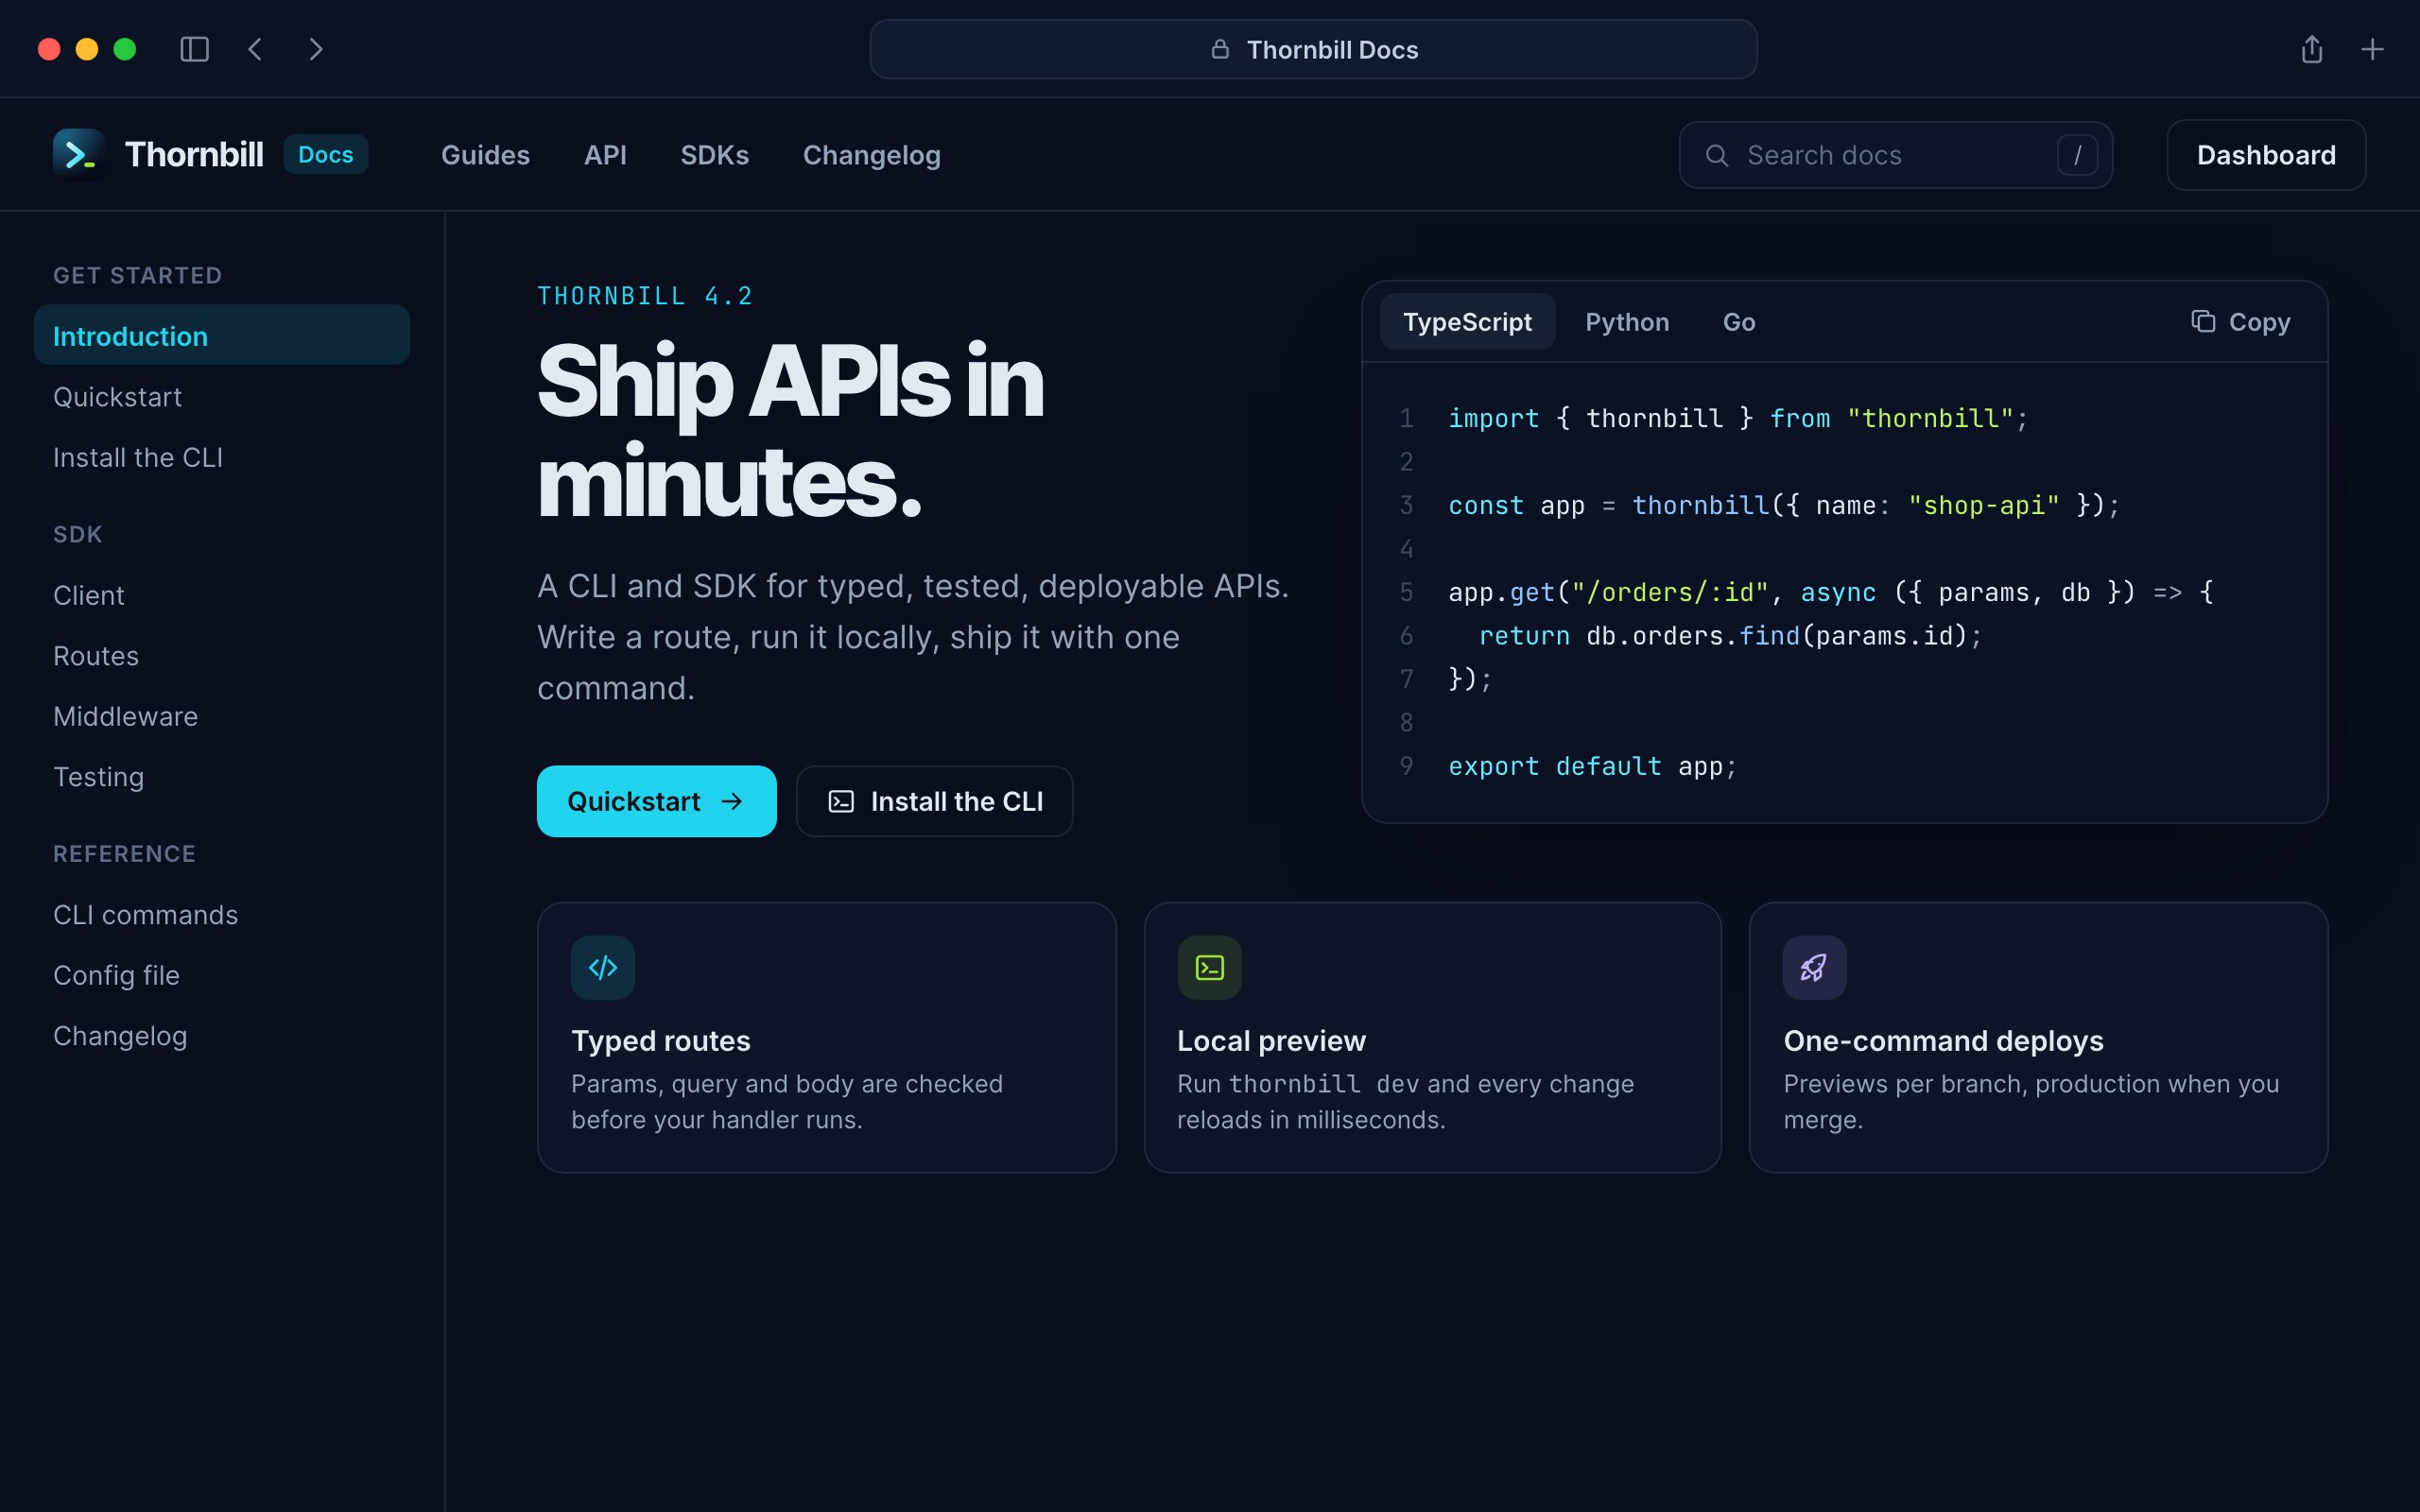 Thornbill Docs
Thornbill Docs Guides API SDKs Changelog Search docs / Dashboard
GET STARTED
Introduction
Quickstart
Install the CLI
SDK
Client
Routes
Middleware
Testing
REFERENCE
CLI commands
Config file
Changelog
THORNBILL 4.2
Ship APIs in
minutes.
A CLI and SDK for typed, tested, deployable APIs.
Write a route, run it locally, ship it with one
command.
Quickstart → Install the CLI
TypeScript Python Go Copy
1 import { thornbill } from "thornbill";
2
3 const app = thornbill({ name: "shop-api" });
4
5 app.get("/orders/:id", async ({ params, db }) => {
6   return db.orders.find(params.id);
7 });
8
9 export default app;
Typed routes
Params, query and body are checked
before your handler runs.
Local preview
Run thornbill dev and every change
reloads in milliseconds.
One-command deploys
Previews per branch, production when you
merge.